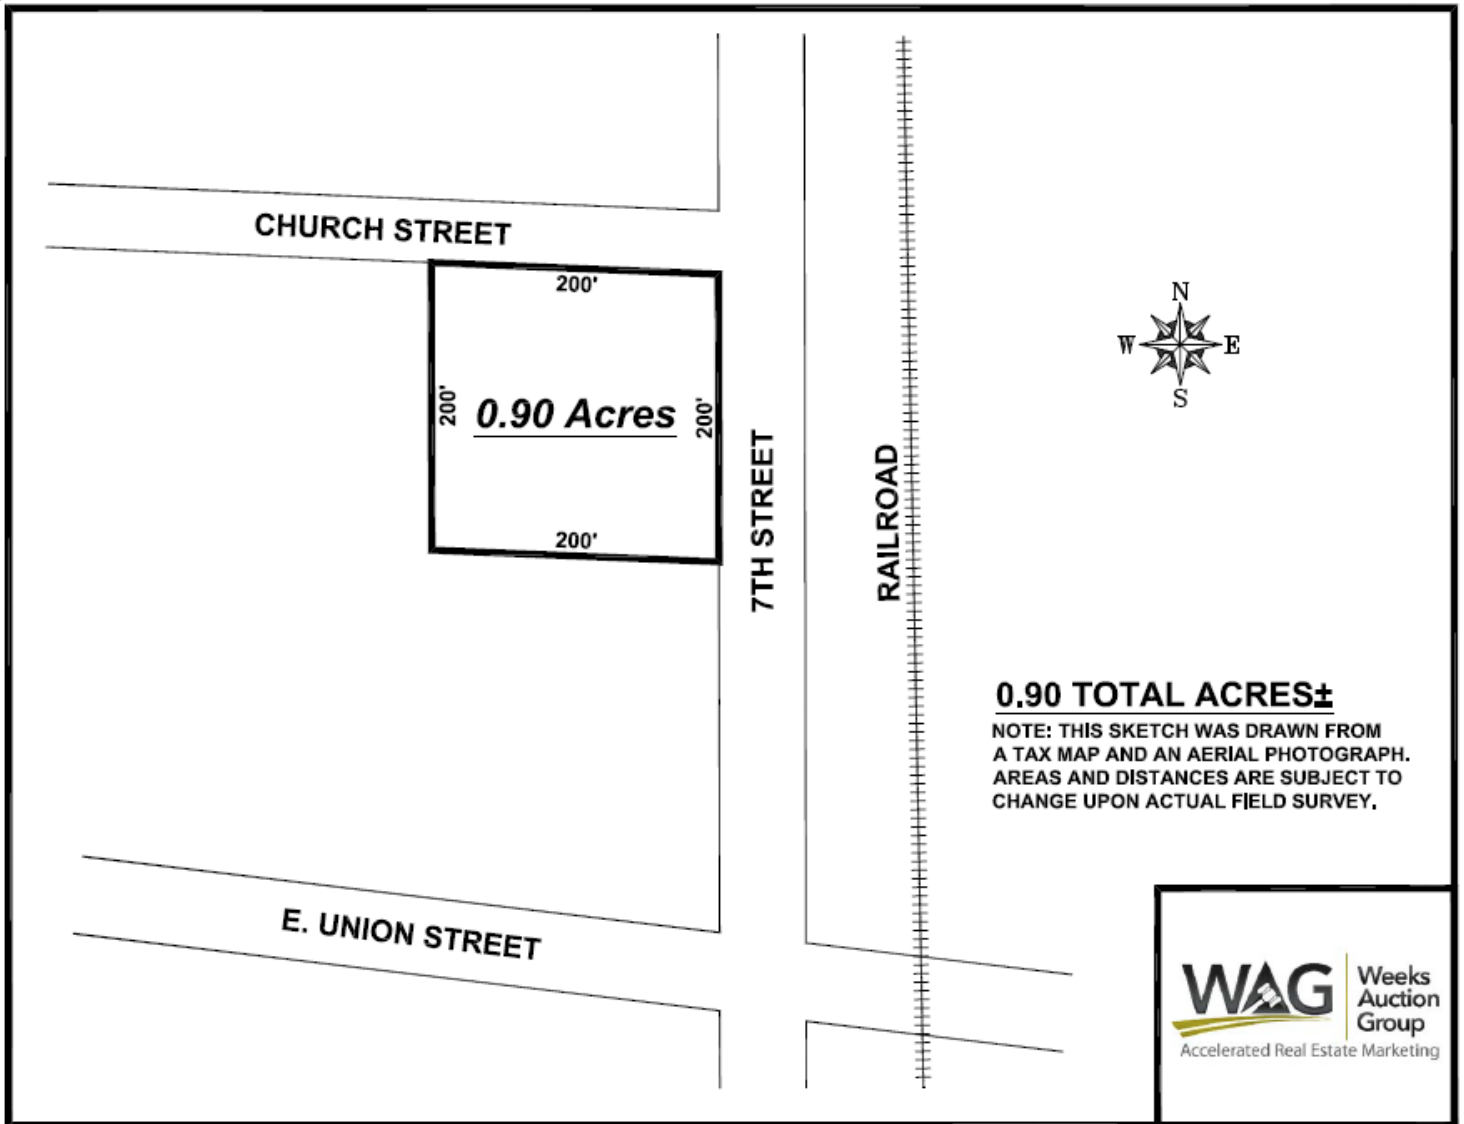 CHURCH STREET
200'
200'
0.90 Acres
200'
200'
7TH STREET
RAILROAD
N
W
E
S
0.90 TOTAL ACRES±
NOTE: THIS SKETCH WAS DRAWN FROM
A TAX MAP AND AN AERIAL PHOTOGRAPH.
AREAS AND DISTANCES ARE SUBJECT TO
CHANGE UPON ACTUAL FIELD SURVEY.
E. UNION STREET
WAG
Weeks
Auction
Group
Accelerated Real Estate Marketing